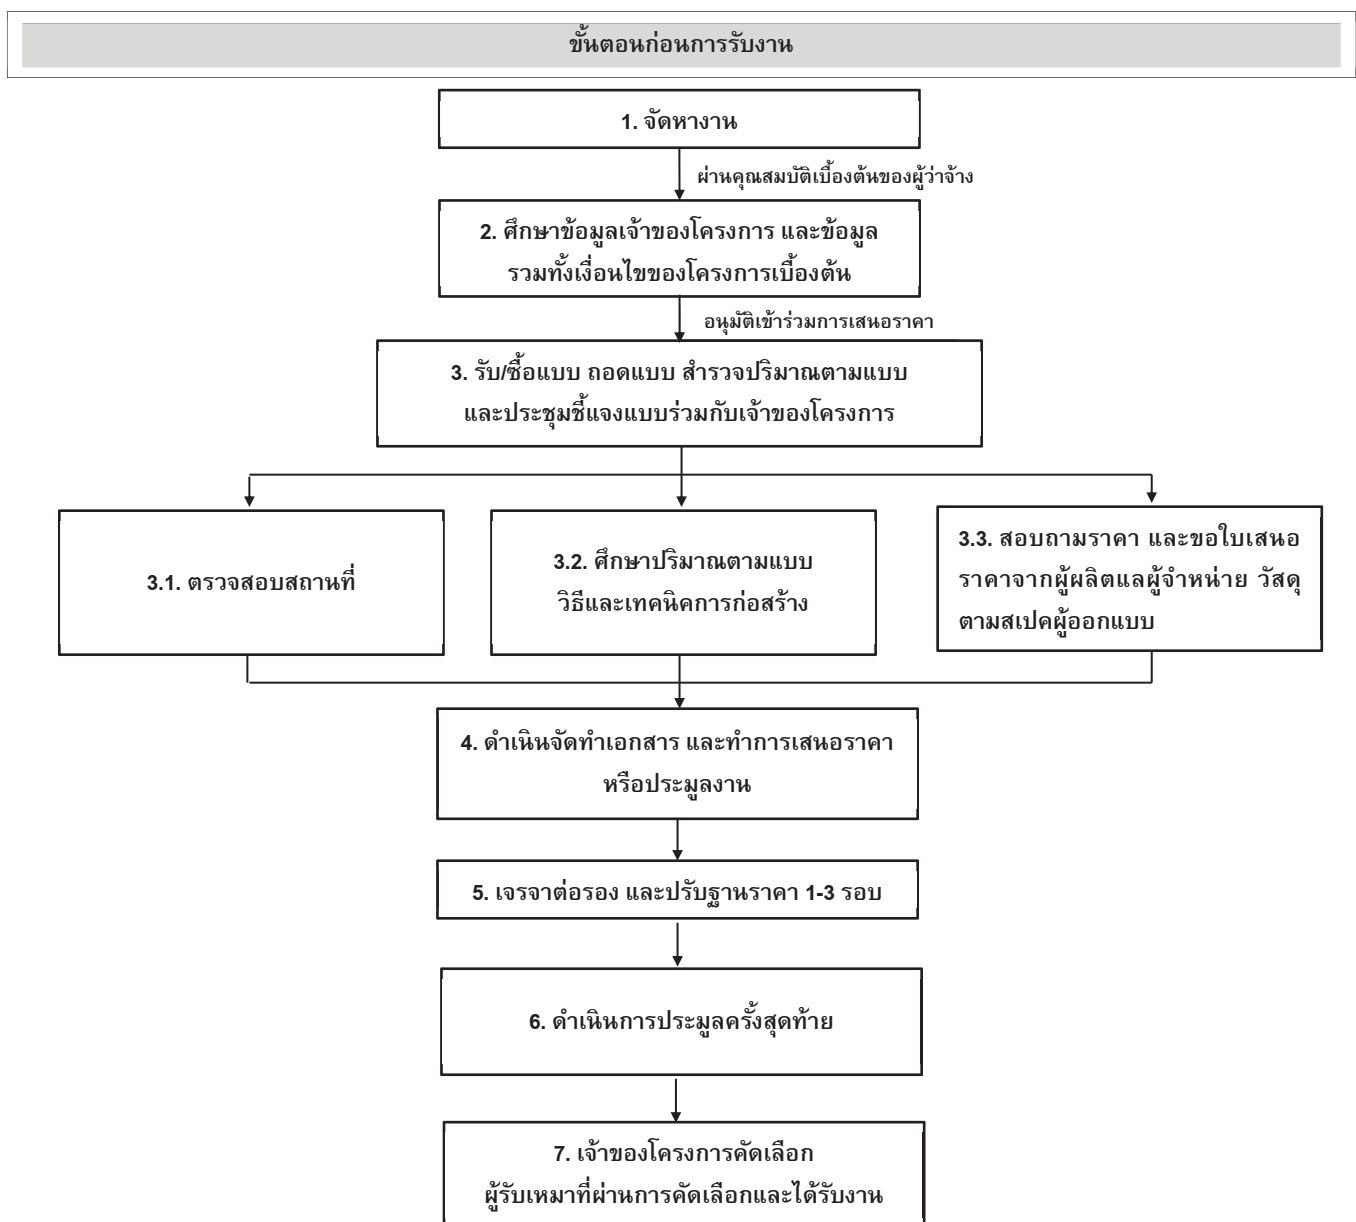 ขั้นตอนก่อนการรับงาน
1. จัดหางาน
ผ่านคุณสมบัติเบื้องต้นของผู้ว่าจ้าง
2. ศึกษาข้อมูลเจ้าของโครงการ และข้อมูล
รวมทั้งเงื่อนไขของโครงการเบื้องต้น
อนุมัติเข้าร่วมการเสนอราคา
3. รับ/ซื้อแบบ ถอดแบบ สำรวจปริมาณตามแบบ
และประชุมชี้แจงแบบร่วมกับเจ้าของโครงการ
3.1. ตรวจสอบสถานที่
3.2. ศึกษาปริมาณตามแบบ
วิธีและเทคนิคการก่อสร้าง
3.3. สอบถามราคา และขอใบเสนอ
ราคาจากผู้ผลิตแลผู้จำหน่าย วัสดุ
ตามสเปคผู้ออกแบบ
4. ดำเนินจัดทำเอกสาร และทำการเสนอราคา
หรือประมูลงาน
5. เจรจาต่อรอง และปรับฐานราคา 1-3 รอบ
6. ดำเนินการประมูลครั้งสุดท้าย
7. เจ้าของโครงการคัดเลือก
ผู้รับเหมาที่ผ่านการคัดเลือกและได้รับงาน